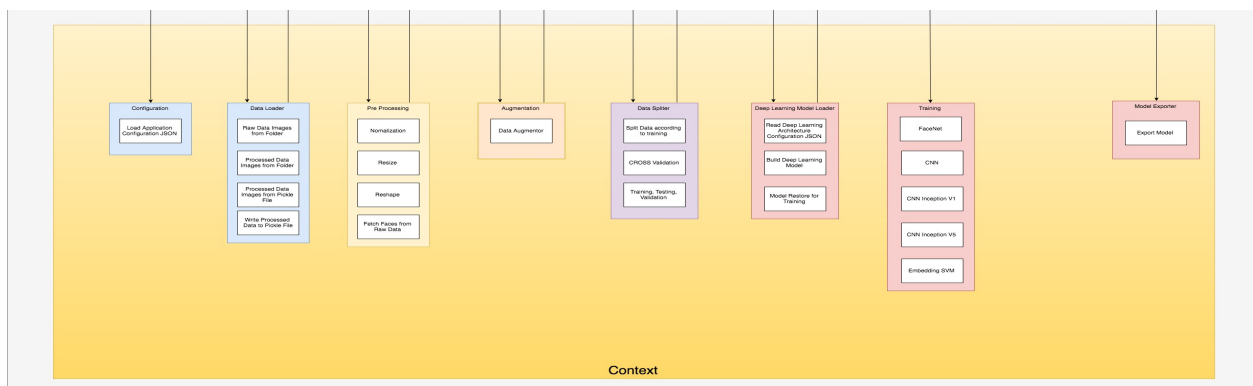 Configuration
Load Application
Configuration JSON
Data Loader
Raw Data Images
from Folder
Processed Data
Images from Folder
Processed Data
Images from Pickle
File
Write Processed
Data to Pickle File
Pre Processing
Nomalization
Resize
Reshape
Fetch Faces from
Raw Data
Augmentation
Data Augmentor
Data Spliter
Split Data according
to training
CROSS Validation
Training, Testing,
Validation
Deep Learning Model Loader
Read Deep Learning
Architecture
Configuration JSON
Build Deep Learning
Model
Model Restore for
Training
Training
FaceNet
CNN
CNN Inception V1
CNN Inception V5
Embedding SVM
Model Exporter
Export Model
Context